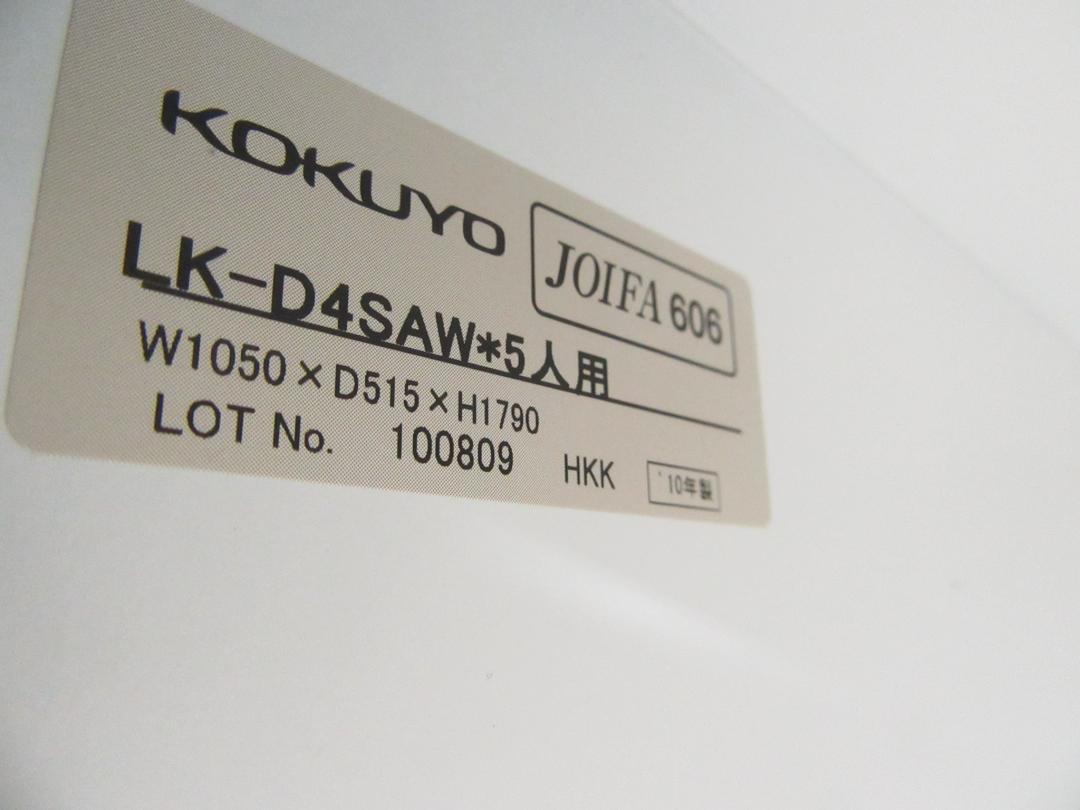 KOKUYO
JOIFA 606
LK-D4SAW*5人用
W1050×D515×H1790
LOT No. 100809 HKK '10年製